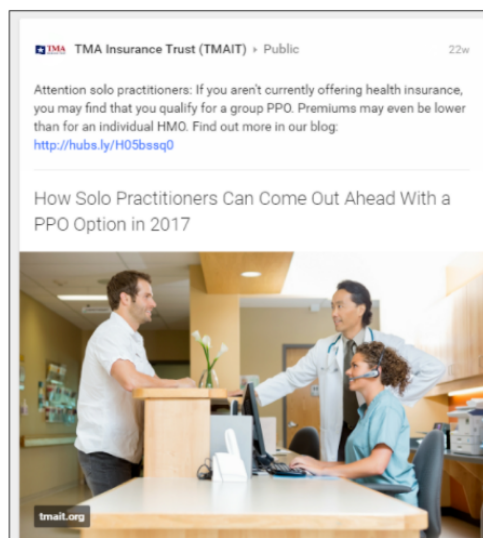 TMA TMA Insurance Trust (TMAIT) ▸ Public 22w
Attention solo practitioners: If you aren't currently offering health insurance,
you may find that you qualify for a group PPO. Premiums may even be lower
than for an individual HMO. Find out more in our blog:
http://hubs.ly/H05bssq0
How Solo Practitioners Can Come Out Ahead With a
PPO Option in 2017
tmait.org